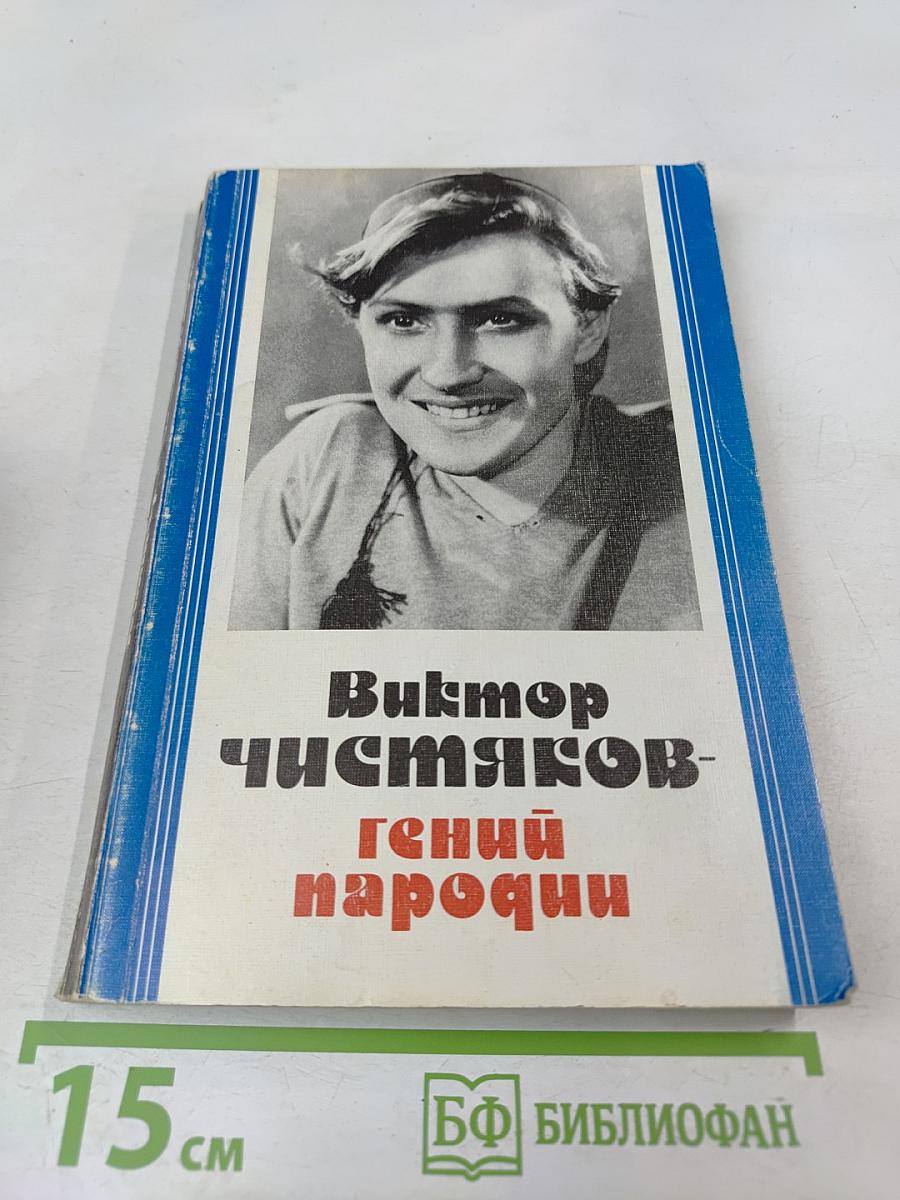 Виктор
Чистяков-
гений
пародии
15 см
БФ БИБЛИОФАН